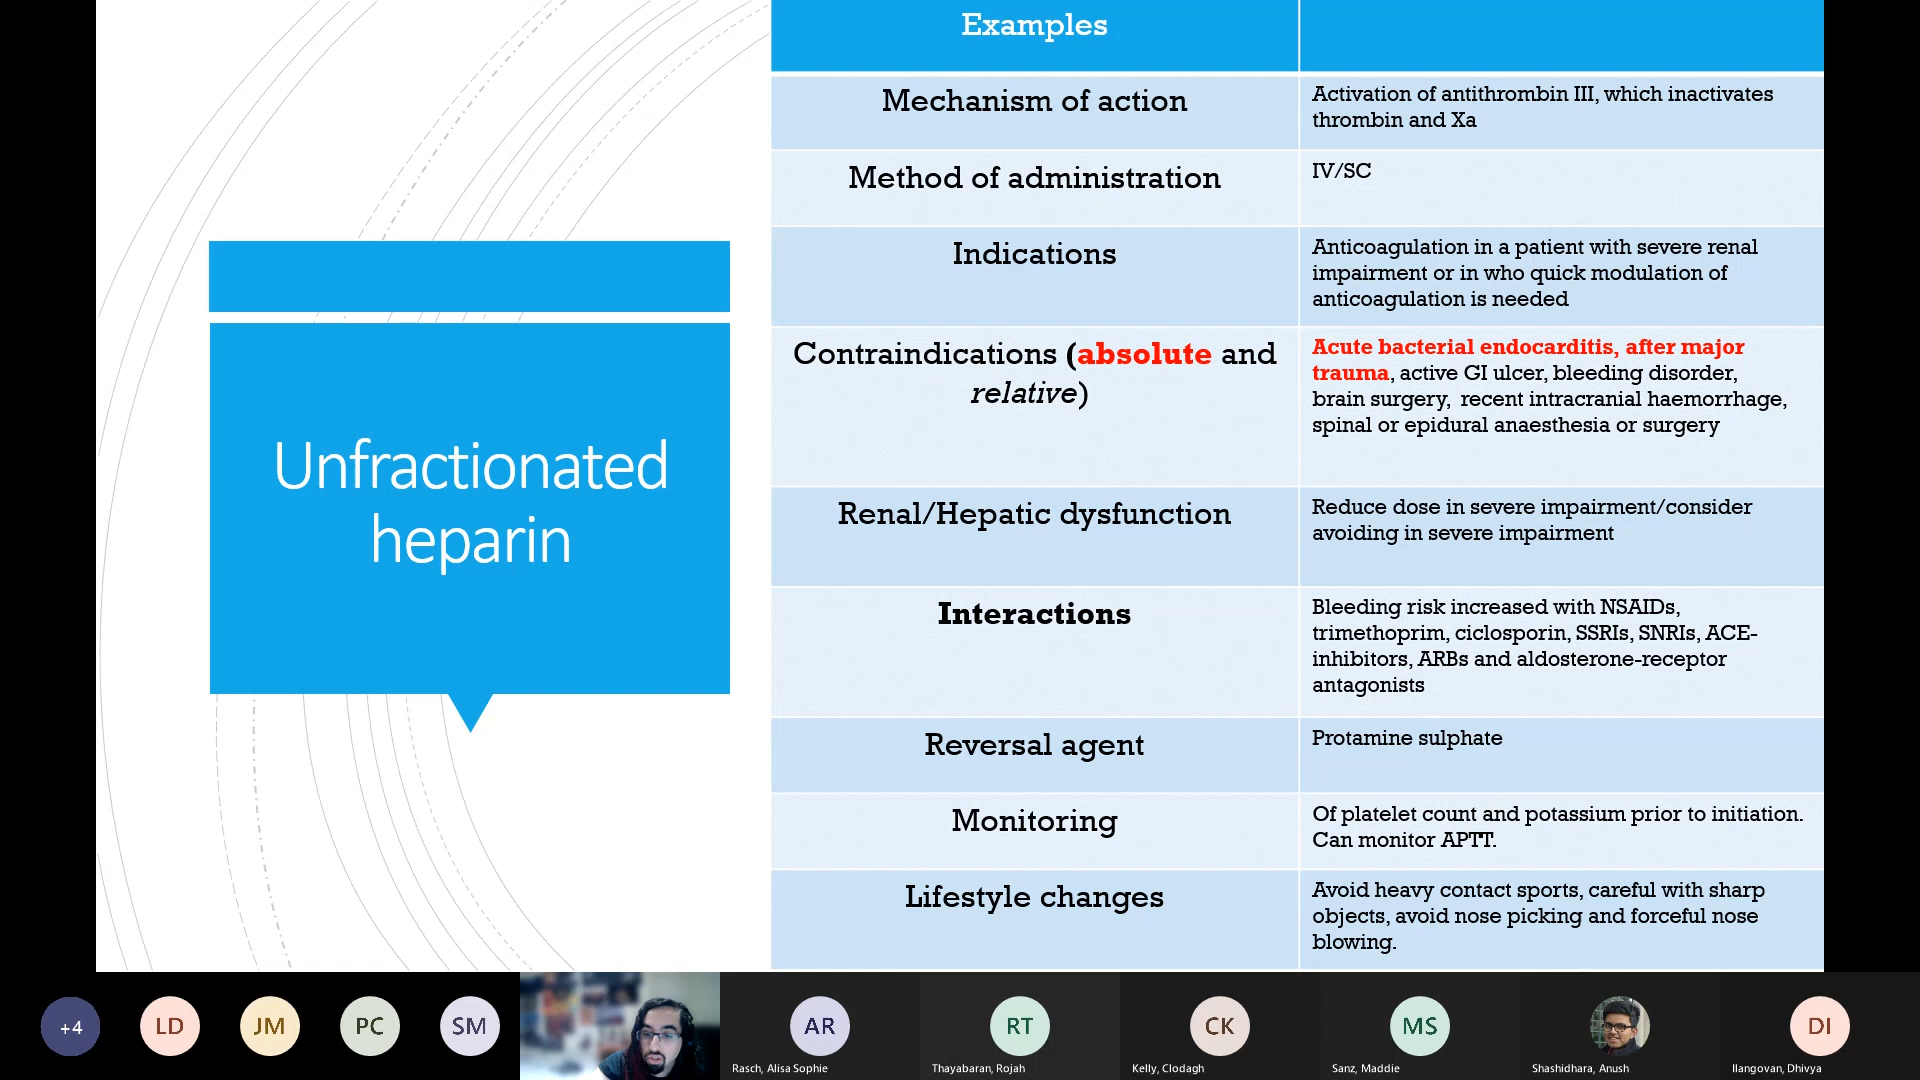 Unfractionated
heparin
Examples
Mechanism of action
Activation of antithrombin III, which inactivates
thrombin and Xa
Method of administration
IV/SC
Indications
Anticoagulation in a patient with severe renal
impairment or in who quick modulation of
anticoagulation is needed
Contraindications (absolute and
relative)
Acute bacterial endocarditis, after major
trauma, active GI ulcer, bleeding disorder,
brain surgery, recent intracranial haemorrhage,
spinal or epidural anaesthesia or surgery
Renal/Hepatic dysfunction
Reduce dose in severe impairment/consider
avoiding in severe impairment
Interactions
Bleeding risk increased with NSAIDs,
trimethoprim, ciclosporin, SSRIs, SNRIs, ACE-
inhibitors, ARBs and aldosterone-receptor
antagonists
Reversal agent
Protamine sulphate
Monitoring
Of platelet count and potassium prior to initiation.
Can monitor APTT.
Lifestyle changes
Avoid heavy contact sports, careful with sharp
objects, avoid nose picking and forceful nose
blowing.
+4
LD
JM
PC
SM
AR
Rasch, Alisa Sophie
RT
Thayabaran, Rojah
CK
Kelly, Clodagh
MS
Sanz, Maddie
Shashidhara, Anush
DI
Ilangovan, Dhivya